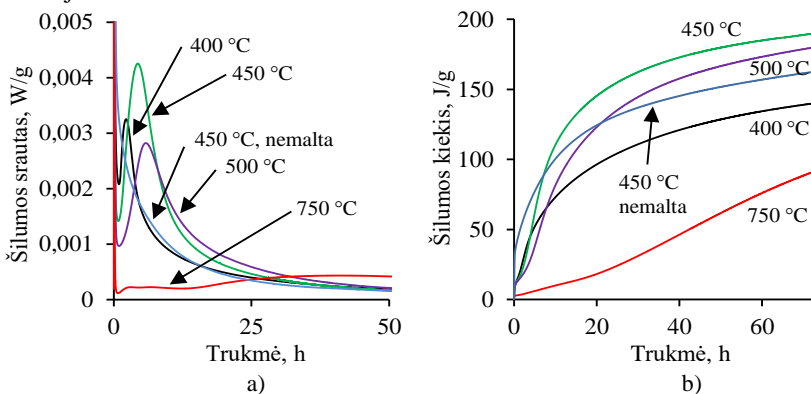 Šilumos srautas, W/g
0,005
0,004
0,003
0,002
0,001
0
400 °C
450 °C
450 °C, nemalta
500 °C
750 °C
0
25
50
Trukmė, h
a)
Šilumos kiekis, J/g
200
150
100
50
0
450 °C
500 °C
400 °C
450 °C
nemalta
750 °C
0
20
40
60
Trukmė, h
b)